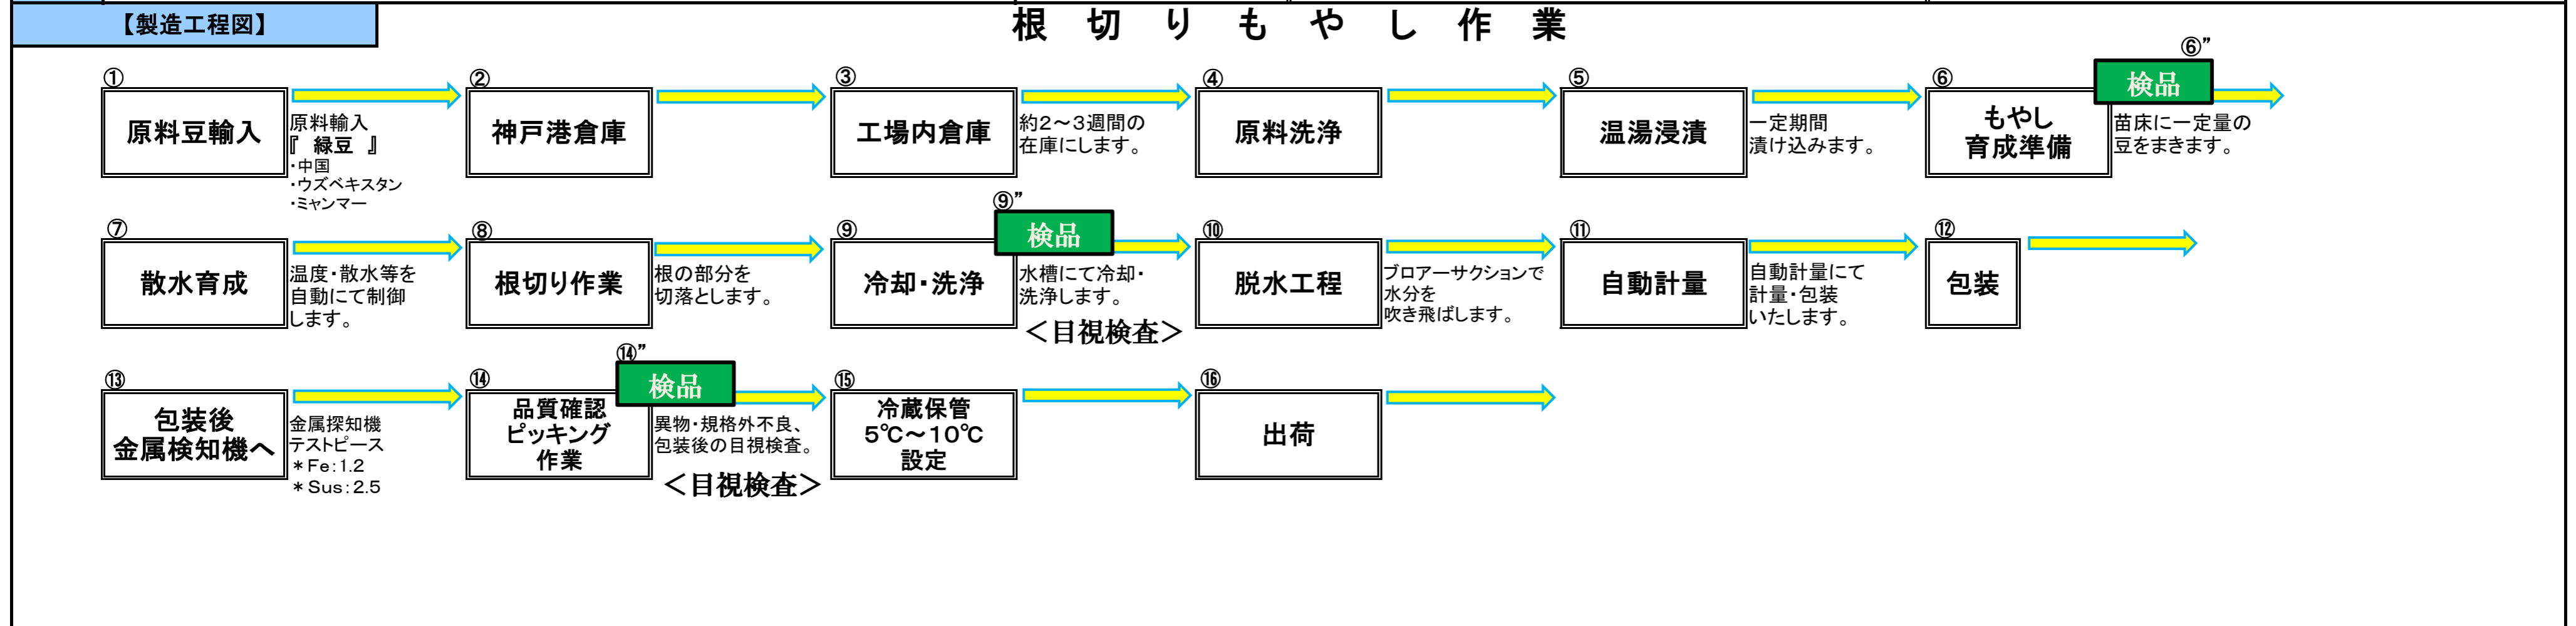 【製造工程図】
根切りもやし作業
①
原料豆輸入
原料輸入
『 緑豆 』
・中国
・ウズベキスタン
・ミャンマー
②
神戸港倉庫
③
工場内倉庫
約２～３週間の
在庫にします。
④
原料洗浄
⑤
温湯浸漬
一定期間
漬け込みます。
⑥
もやし
育成準備
⑥”
検品
苗床に一定量の
豆をまきます。
⑦
散水育成
温度・散水等を
自動にて制御
します。
⑧
根切り作業
根の部分を
切落とします。
⑨
冷却・洗浄
⑨”
検品
水槽にて冷却・
洗浄します。
＜目視検査＞
⑩
脱水工程
ブロアーサクションで
水分を
吹き飛ばします。
⑪
自動計量
自動計量にて
計量・包装
いたします。
⑫
包装
⑬
包装後
金属検知機へ
金属探知機
テストピース
＊Fe：1.2
＊Sus：2.5
⑭
品質確認
ピッキング
作業
⑭”
検品
異物・規格外不良、
包装後の目視検査。
＜目視検査＞
⑮
冷蔵保管
５℃～１０℃
設定
⑯
出荷